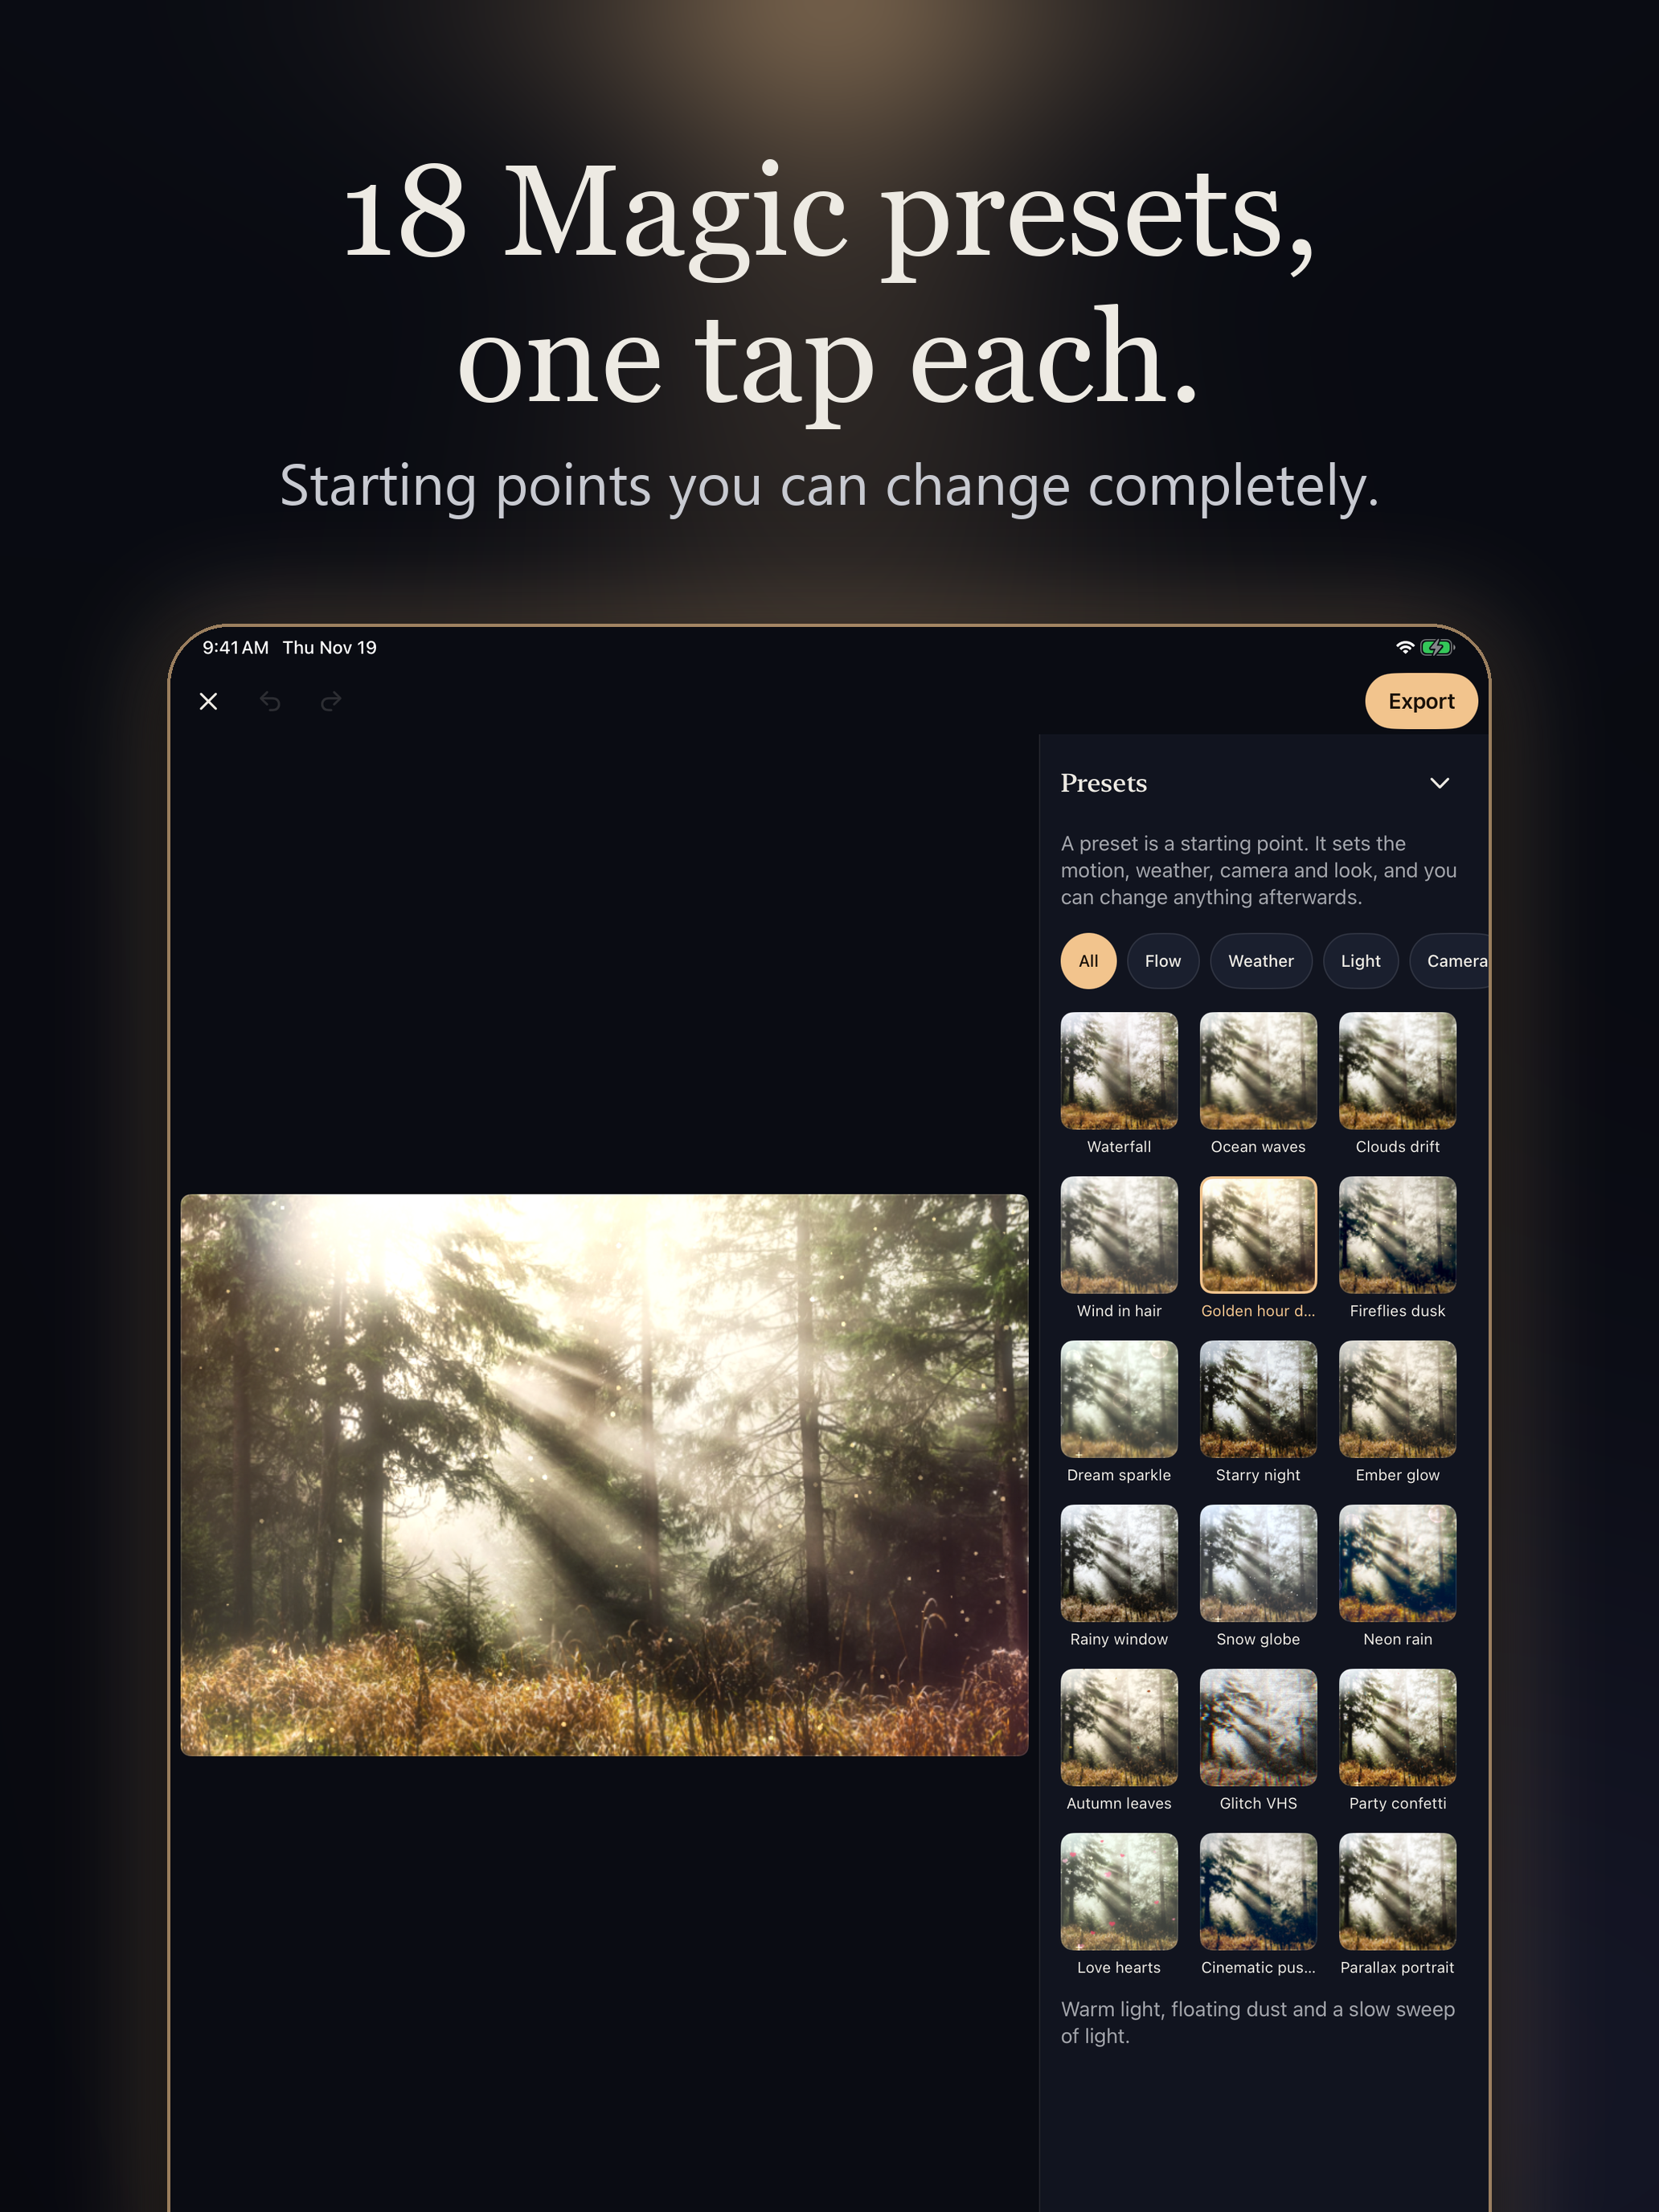 18 Magic presets,
one tap each.
Starting points you can change completely.
9:41 AM Thu Nov 19
Export
Presets
A preset is a starting point. It sets the
motion, weather, camera and look, and you
can change anything afterwards.
All Flow Weather Light Camera
Waterfall Ocean waves Clouds drift
Wind in hair Golden hour d... Fireflies dusk
Dream sparkle Starry night Ember glow
Rainy window Snow globe Neon rain
Autumn leaves Glitch VHS Party confetti
Love hearts Cinematic pus... Parallax portrait
Warm light, floating dust and a slow sweep
of light.